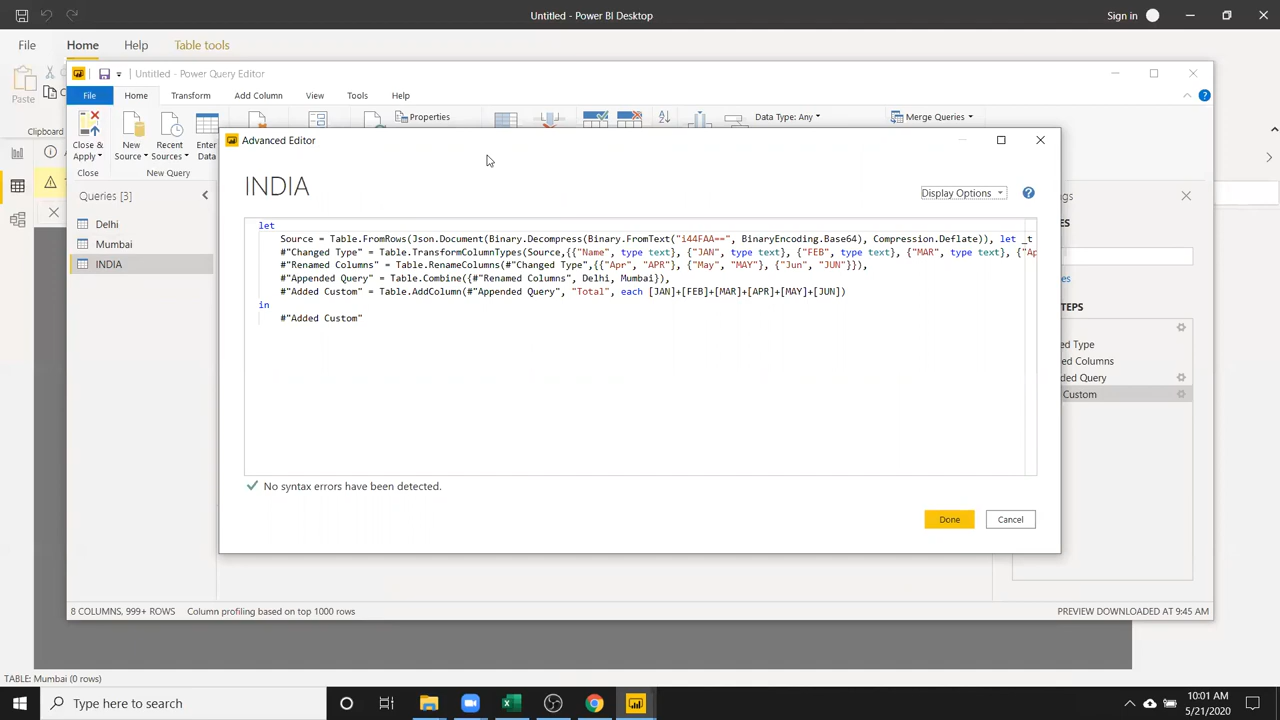 Untitled - Power BI Desktop
Sign in
File
Home
Help
Table tools
Paste
Clipboard
Untitled - Power Query Editor
File
Home
Transform
Add Column
View
Tools
Help
Close &
Apply
New
Source
Recent
Sources
Enter
Data
Properties
Data Type: Any
Merge Queries
Close
New Query
Queries [3]
Delhi
Mumbai
INDIA
Advanced Editor
INDIA
Display Options
let
Source = Table.FromRows(Json.Document(Binary.Decompress(Binary.FromText("i44FAA==", BinaryEncoding.Base64), Compression.Deflate)), let _t
#"Changed Type" = Table.TransformColumnTypes(Source,{{"Name", type text}, {"JAN", type text}, {"FEB", type text}, {"MAR", type text}, {"Ap
#"Renamed Columns" = Table.RenameColumns(#"Changed Type",{{"Apr", "APR"}, {"May", "MAY"}, {"Jun", "JUN"}}),
#"Appended Query" = Table.Combine({#"Renamed Columns", Delhi, Mumbai}),
#"Added Custom" = Table.AddColumn(#"Appended Query", "Total", each [JAN]+[FEB]+[MAR]+[APR]+[MAY]+[JUN])
in
#"Added Custom"
No syntax errors have been detected.
Done
Cancel
gs
ES
es
TEPS
ed Type
ed Columns
ded Query
Custom
8 COLUMNS, 999+ ROWS
Column profiling based on top 1000 rows
PREVIEW DOWNLOADED AT 9:45 AM
TABLE: Mumbai (0 rows)
Type here to search
10:01 AM
5/21/2020